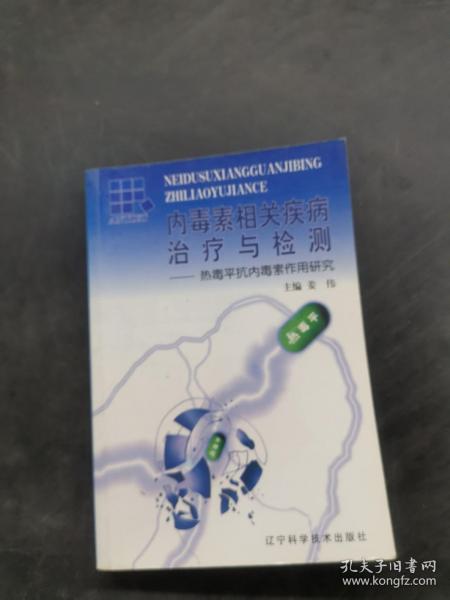 NEIDUSUXIANGGUANJIBING
ZHILIAOYUJIANCE
内毒素相关疾病
治疗与检测
——热毒平抗内毒素作用研究
主编 姜 伟
热毒平
辽宁科学技术出版社
孔夫子旧书网
www.kongfz.com